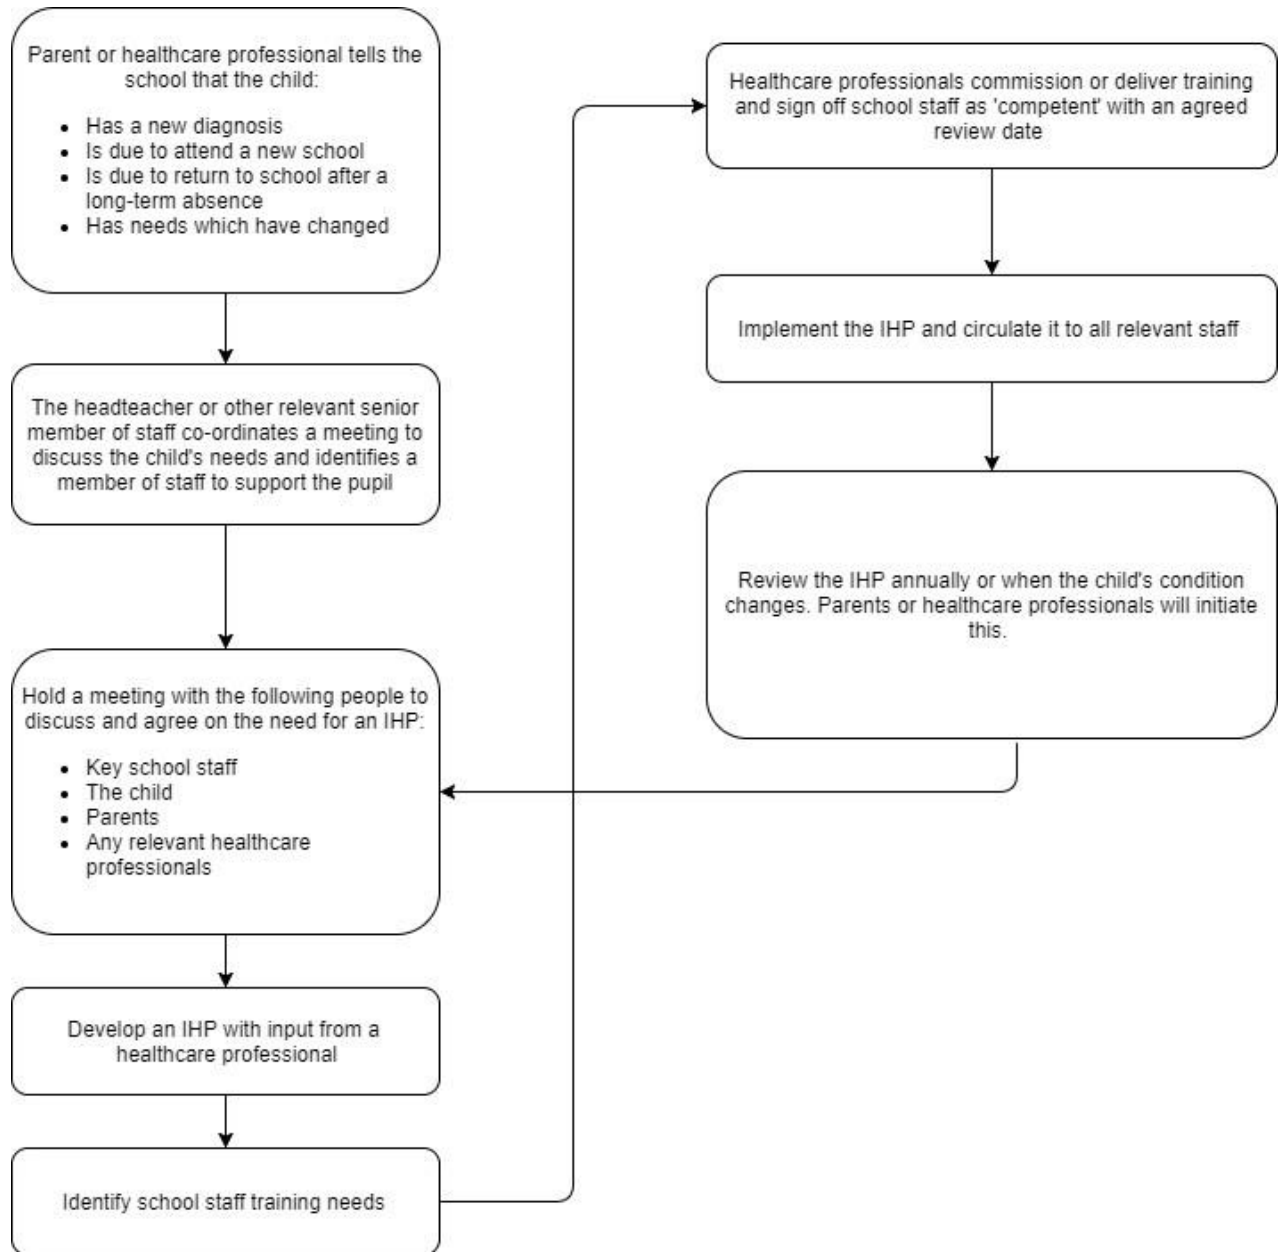 Parent or healthcare professional tells the
school that the child:
• Has a new diagnosis
• Is due to attend a new school
• Is due to return to school after a
long-term absence
• Has needs which have changed
The headteacher or other relevant senior
member of staff co-ordinates a meeting to
discuss the child's needs and identifies a
member of staff to support the pupil
Hold a meeting with the following people to
discuss and agree on the need for an IHP:
• Key school staff
• The child
• Parents
• Any relevant healthcare
professionals
Develop an IHP with input from a
healthcare professional
Identify school staff training needs
Healthcare professionals commission or deliver training
and sign off school staff as 'competent' with an agreed
review date
Implement the IHP and circulate it to all relevant staff
Review the IHP annually or when the child's condition
changes. Parents or healthcare professionals will initiate
this.